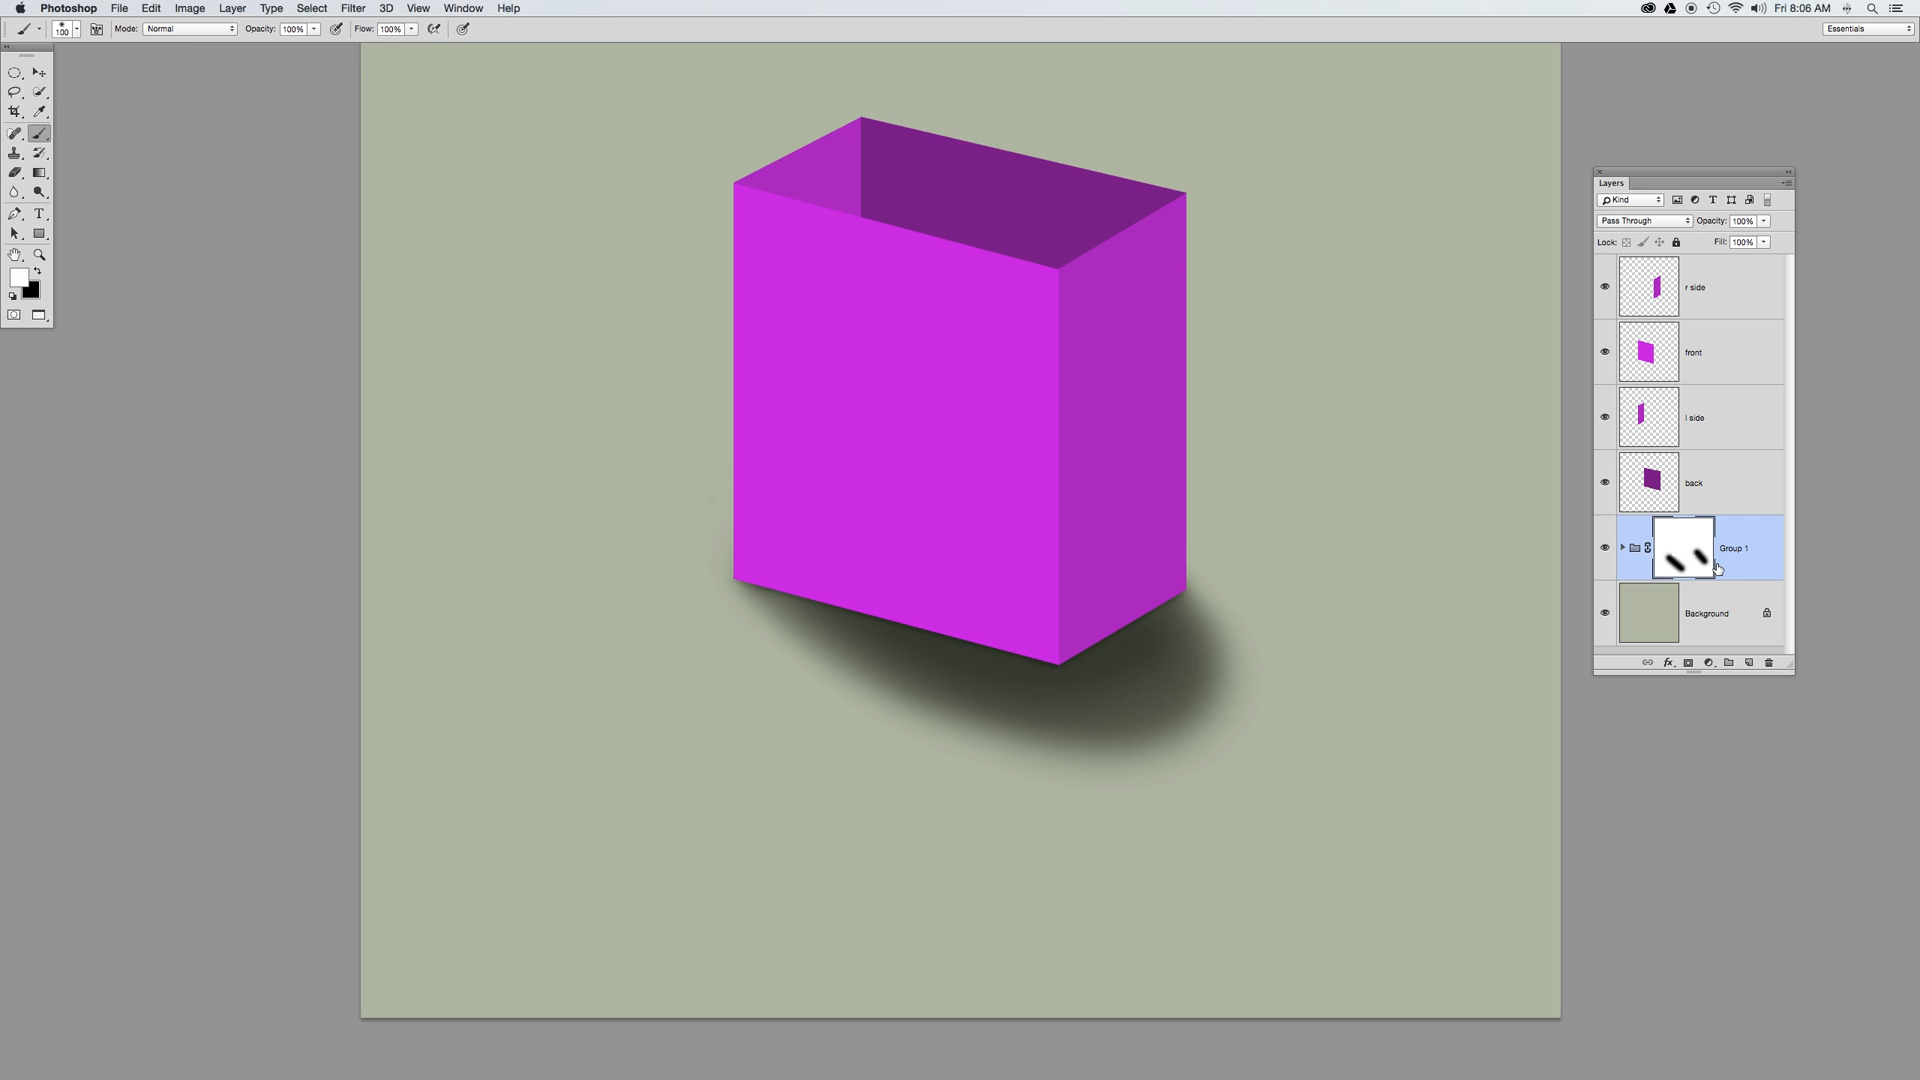 Photoshop File Edit Image Layer Type Select Filter 3D View Window Help Fri 8:06 AM
100 Mode: Normal Opacity: 100% Flow: 100% Essentials
Layers
Kind
Pass Through Opacity: 100%
Lock: Fill: 100%
r side
front
l side
back
Group 1
Background
fx